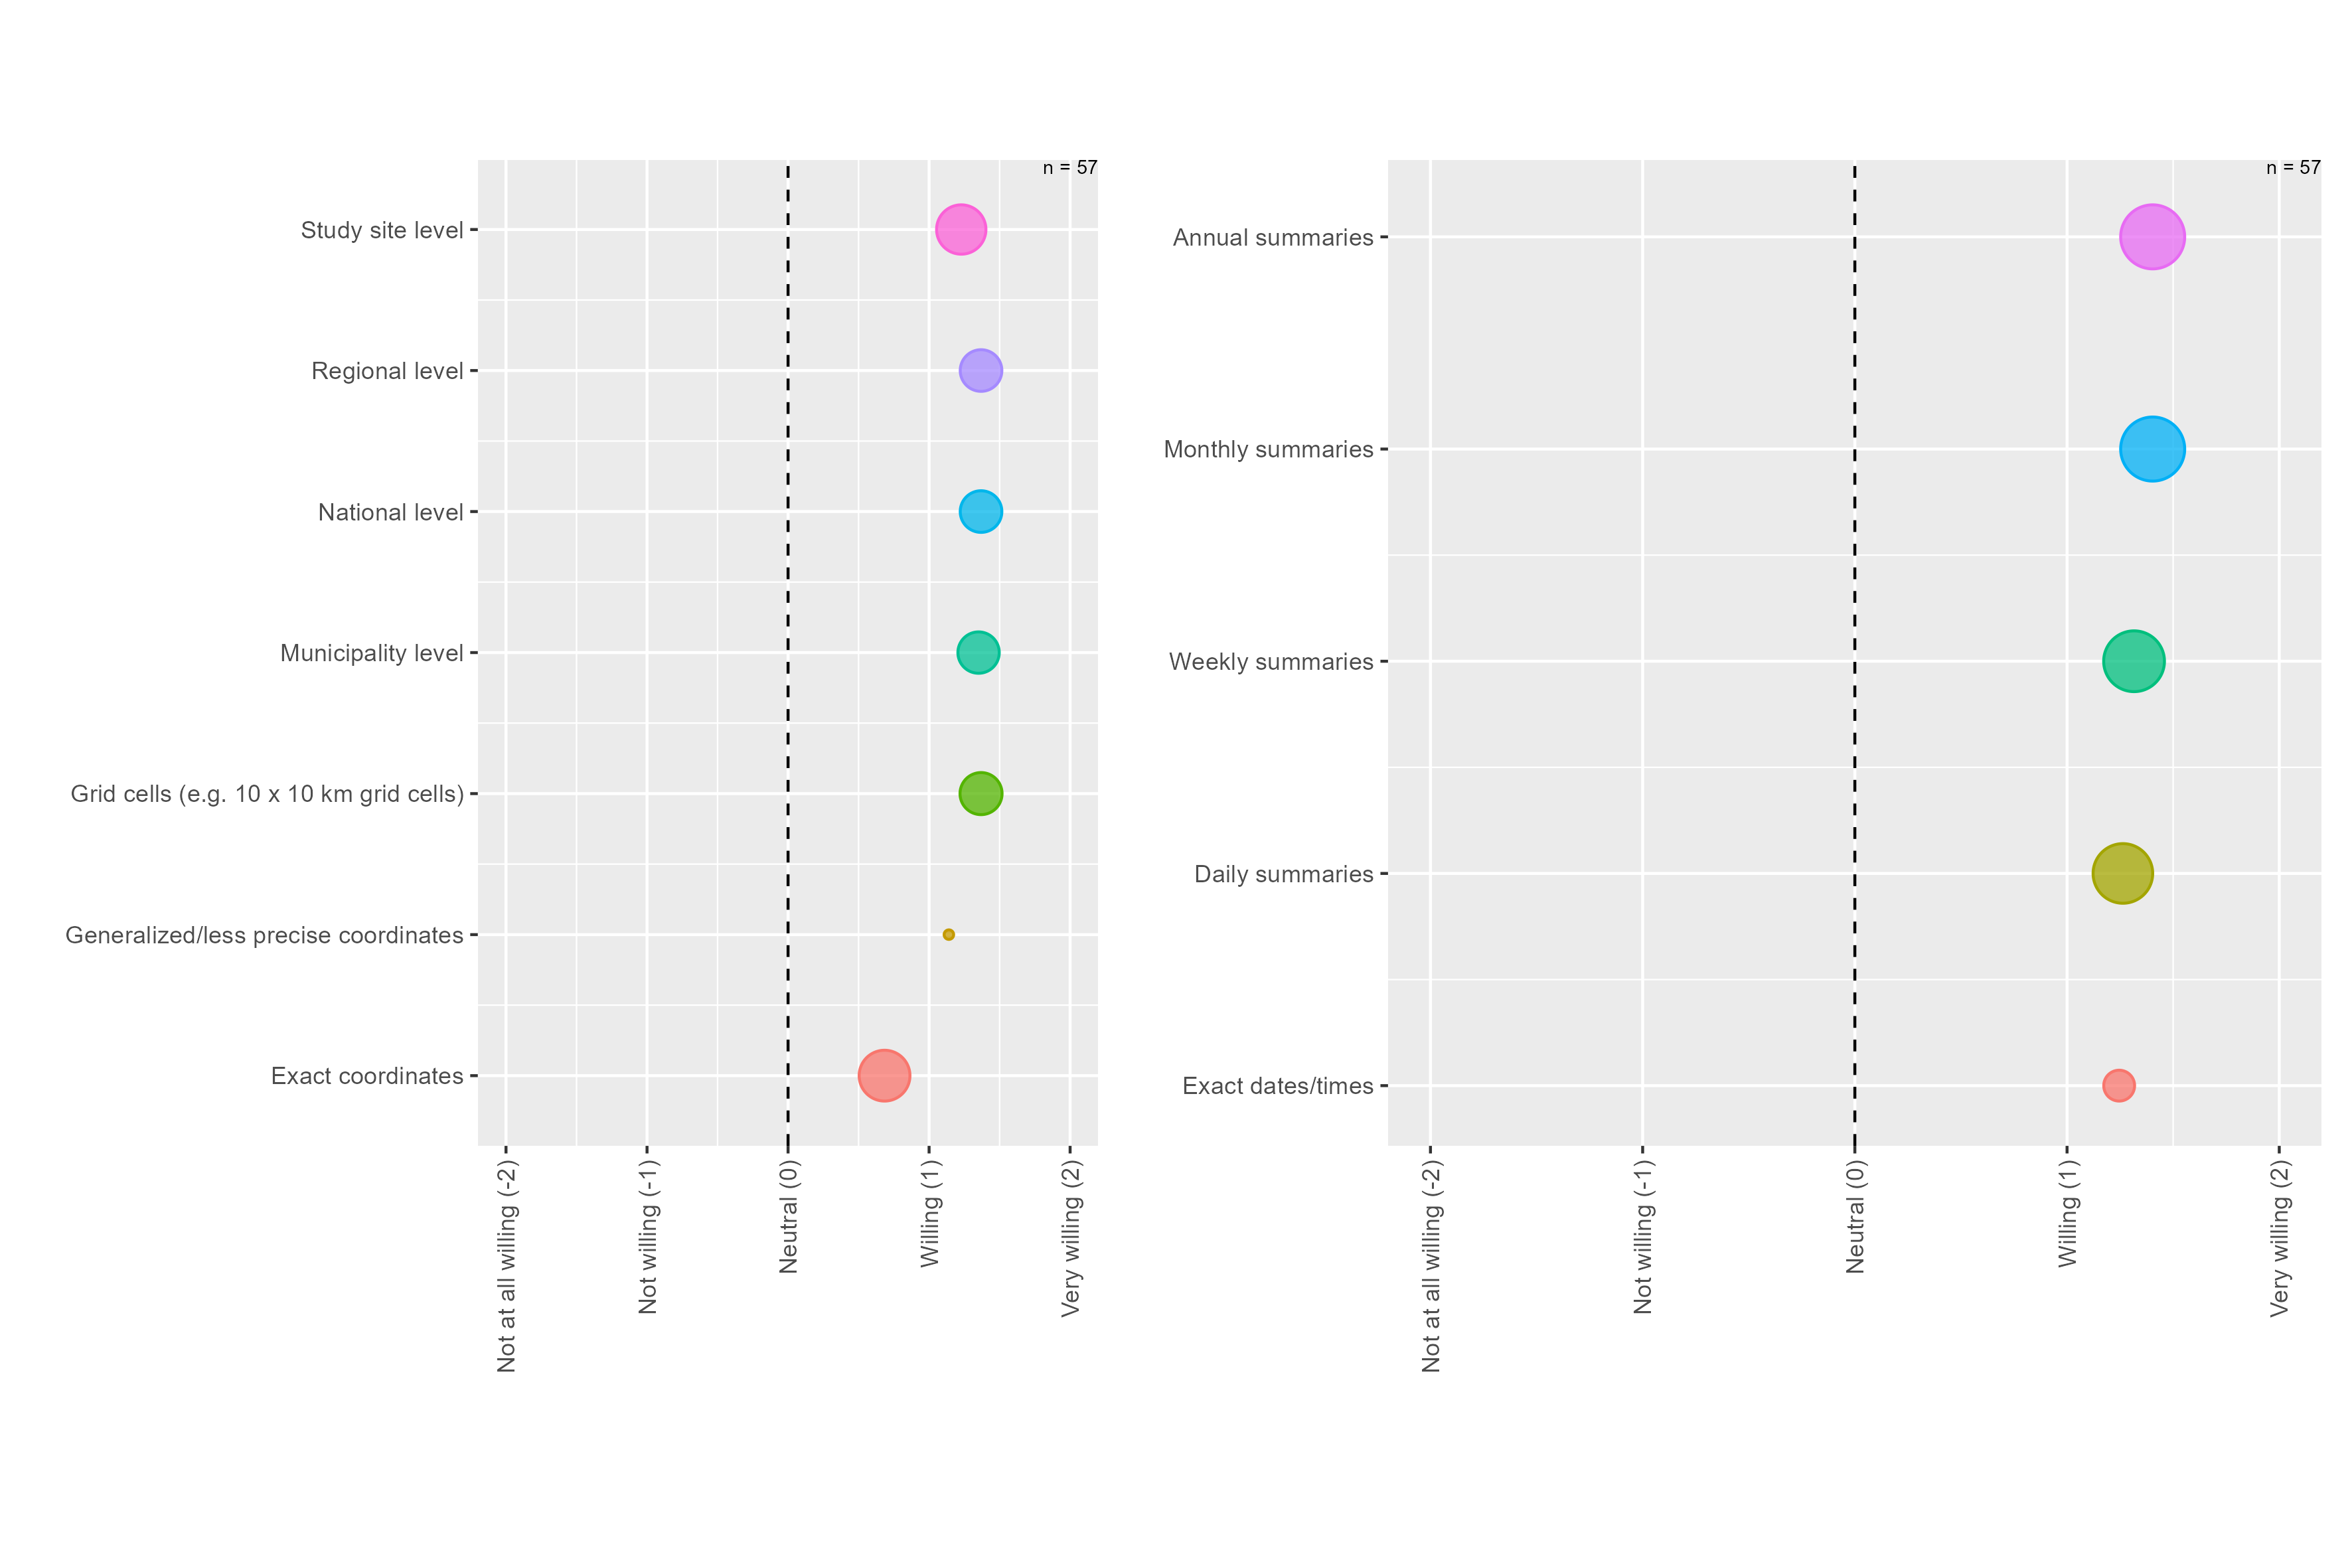 n = 57
Study site level
Regional level
National level
Municipality level
Grid cells (e.g. 10 x 10 km grid cells)
Generalized/less precise coordinates
Exact coordinates
Not at all willing (-2)
Not willing (-1)
Neutral (0)
Willing (1)
Very willing (2)
n = 57
Annual summaries
Monthly summaries
Weekly summaries
Daily summaries
Exact dates/times
Not at all willing (-2)
Not willing (-1)
Neutral (0)
Willing (1)
Very willing (2)